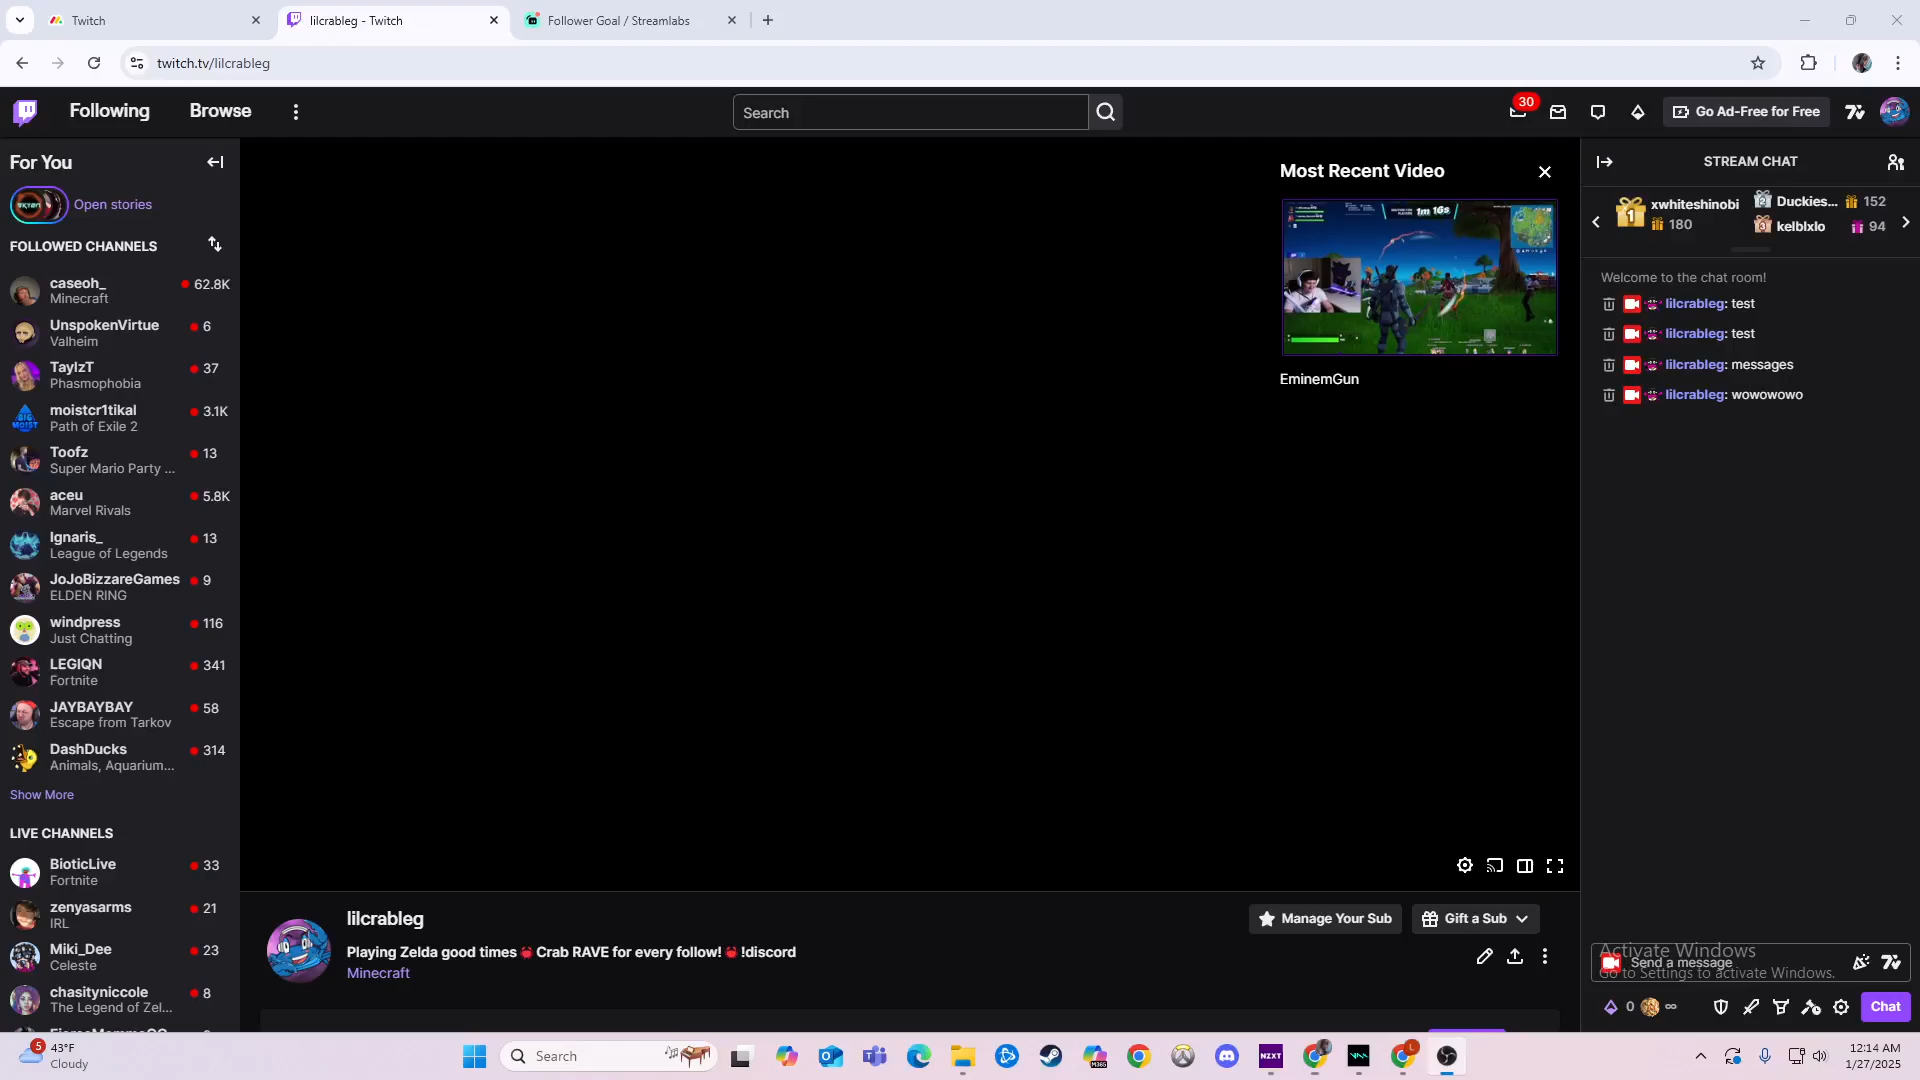 Twitch
lilcrableg - Twitch
Follower Goal / Streamlabs
twitch.tv/lilcrableg
Following
Browse
Search
30
Go Ad-Free for Free
For You
Open stories
FOLLOWED CHANNELS
caseoh_
62.8K
Minecraft
UnspokenVirtue
6
Valheim
TaylzT
37
Phasmophobia
moistcr1tikal
3.1K
Path of Exile 2
Toofz
13
Super Mario Party ...
aceu
5.8K
Marvel Rivals
Ignaris_
13
League of Legends
JoJoBizzareGames
9
ELDEN RING
windpress
116
Just Chatting
LEGIQN
341
Fortnite
JAYBAYBAY
58
Escape from Tarkov
DashDucks
314
Animals, Aquarium...
Show More
LIVE CHANNELS
BioticLive
33
Fortnite
zenyasarms
21
IRL
Miki_Dee
23
Celeste
chasityniccole
8
The Legend of Zel...
Most Recent Video
1m 16s
EminemGun
lilcrableg
Playing Zelda good times Crab RAVE for every follow! !discord
Minecraft
Manage Your Sub
Gift a Sub
STREAM CHAT
1
xwhiteshinobi
180
2
Duckies...
152
3
kelblxlo
94
Welcome to the chat room!
lilcrableg: test
lilcrableg: test
lilcrableg: messages
lilcrableg: wowowowo
Activate Windows
Send a message
Go to Settings to activate Windows.
0
∞
Chat
5
43°F
Cloudy
Search
M365
NZXT
L
12:14 AM
1/27/2025